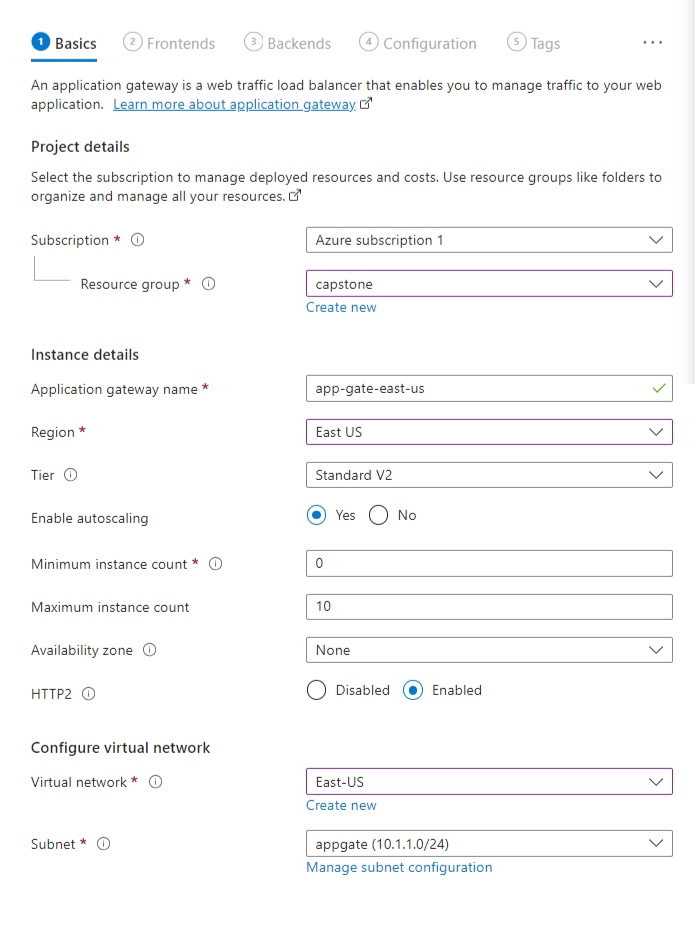 1 Basics 2 Frontends 3 Backends 4 Configuration 5 Tags ...
An application gateway is a web traffic load balancer that enables you to manage traffic to your web
application. Learn more about application gateway
Project details
Select the subscription to manage deployed resources and costs. Use resource groups like folders to
organize and manage all your resources.
Subscription * Azure subscription 1
Resource group * capstone
Create new
Instance details
Application gateway name * app-gate-east-us
Region * East US
Tier Standard V2
Enable autoscaling Yes No
Minimum instance count * 0
Maximum instance count 10
Availability zone None
HTTP2 Disabled Enabled
Configure virtual network
Virtual network * East-US
Create new
Subnet * appgate (10.1.1.0/24)
Manage subnet configuration